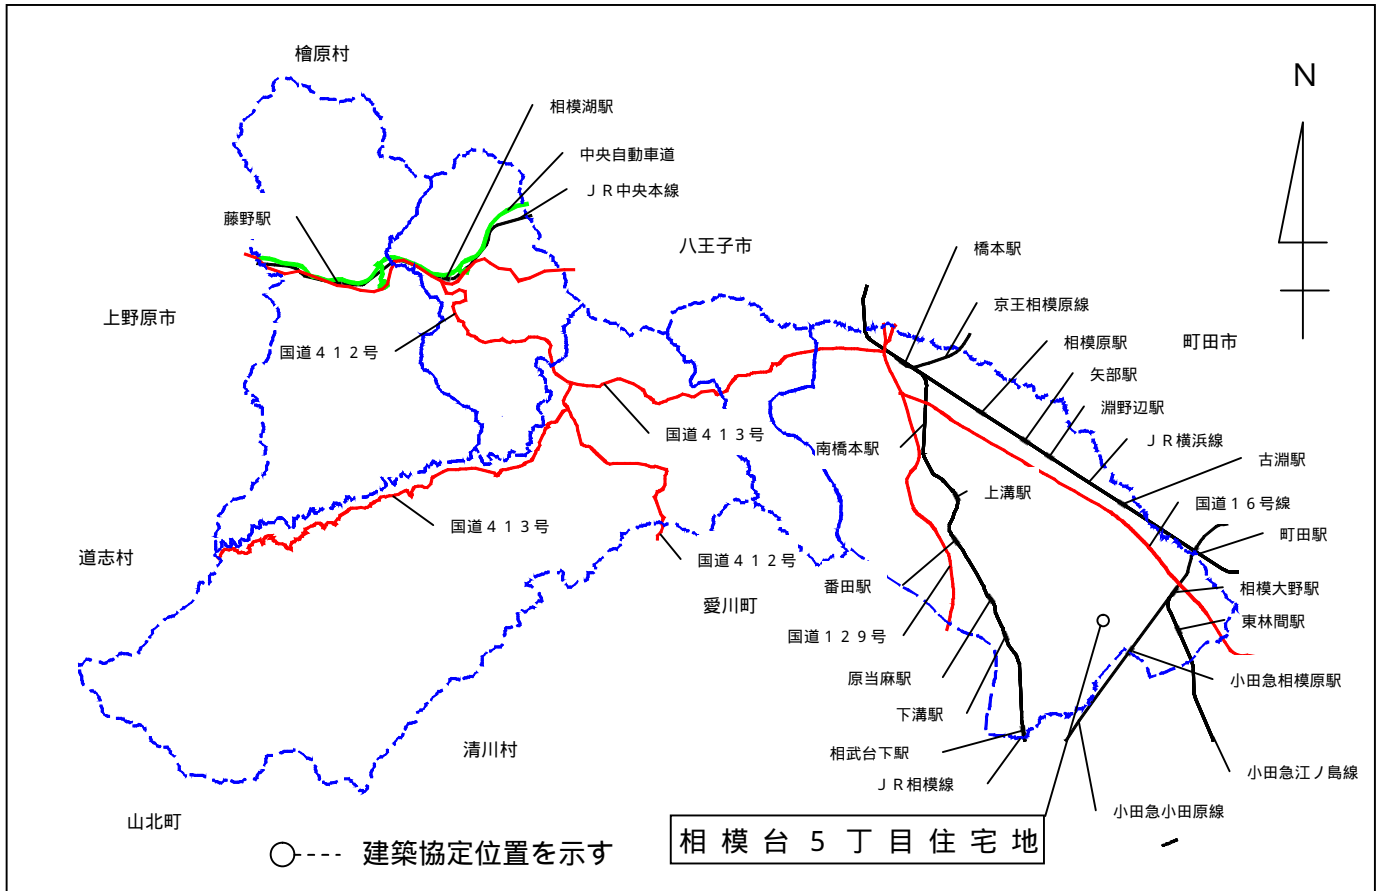 檜原村
N
相模湖駅
中央自動車道
ＪＲ中央本線
藤野駅
八王子市
橋本駅
京王相模原線
上野原市
相模原駅
町田市
国道４１２号
矢部駅
淵野辺駅
国道４１３号
南橋本駅
ＪＲ横浜線
古淵駅
上溝駅
国道１６号線
国道４１３号
町田駅
道志村
国道４１２号
番田駅
相模大野駅
愛川町
東林間駅
国道１２９号
原当麻駅
小田急相模原駅
下溝駅
清川村
相武台下駅
小田急江ノ島線
ＪＲ相模線
小田急小田原線
山北町
相模台５丁目住宅地
建築協定位置を示す